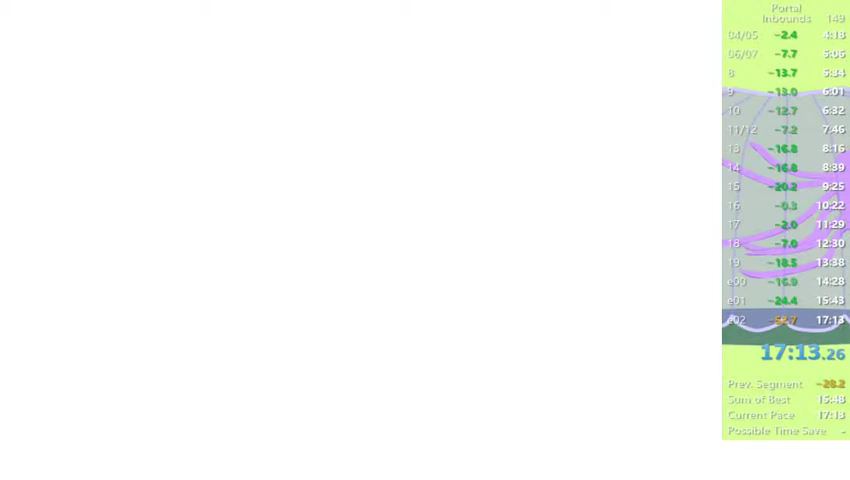 Portal
Inbounds 149
04/05 -2.4 4:18
06/07 -7.7 5:06
8 -13.7 5:34
9 -13.0 6:01
10 -12.7 6:32
11/12 -7.2 7:46
13 -16.8 8:16
14 -16.8 8:39
15 -20.2 9:25
16 -0.3 10:22
17 -2.0 11:29
18 -7.0 12:30
19 -18.5 13:38
e00 -16.9 14:28
e01 -24.4 15:43
e02 -52.7 17:13
17:13.26
Prev. Segment -28.2
Sum of Best 15:48
Current Pace 17:13
Possible Time Save -